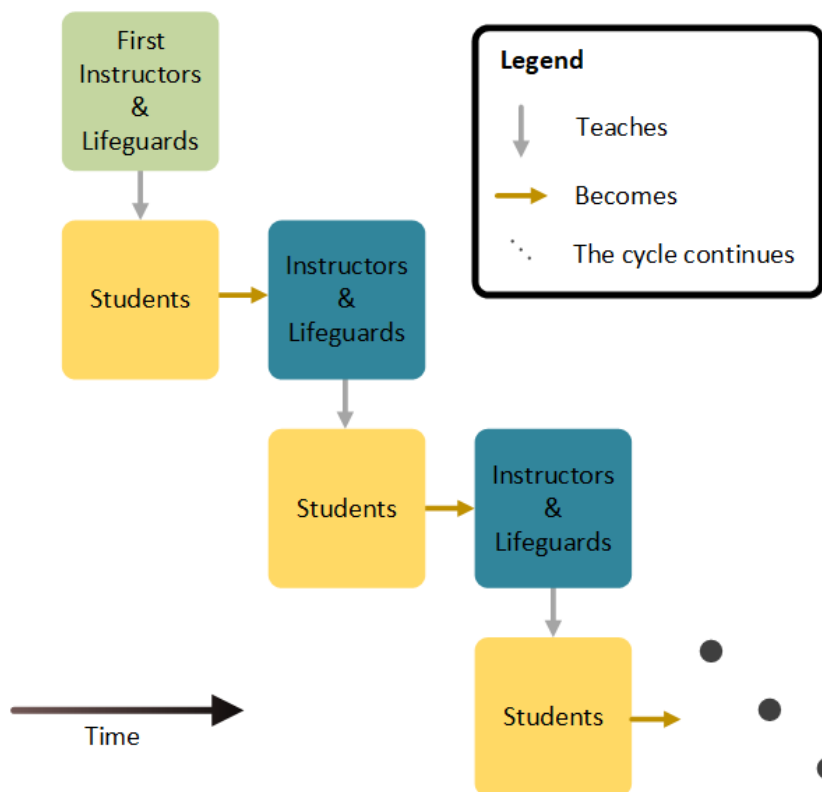 First
Instructors
&
Lifeguards
Legend
Teaches
Becomes
The cycle continues
Students
Instructors
&
Lifeguards
Students
Instructors
&
Lifeguards
Students
Time